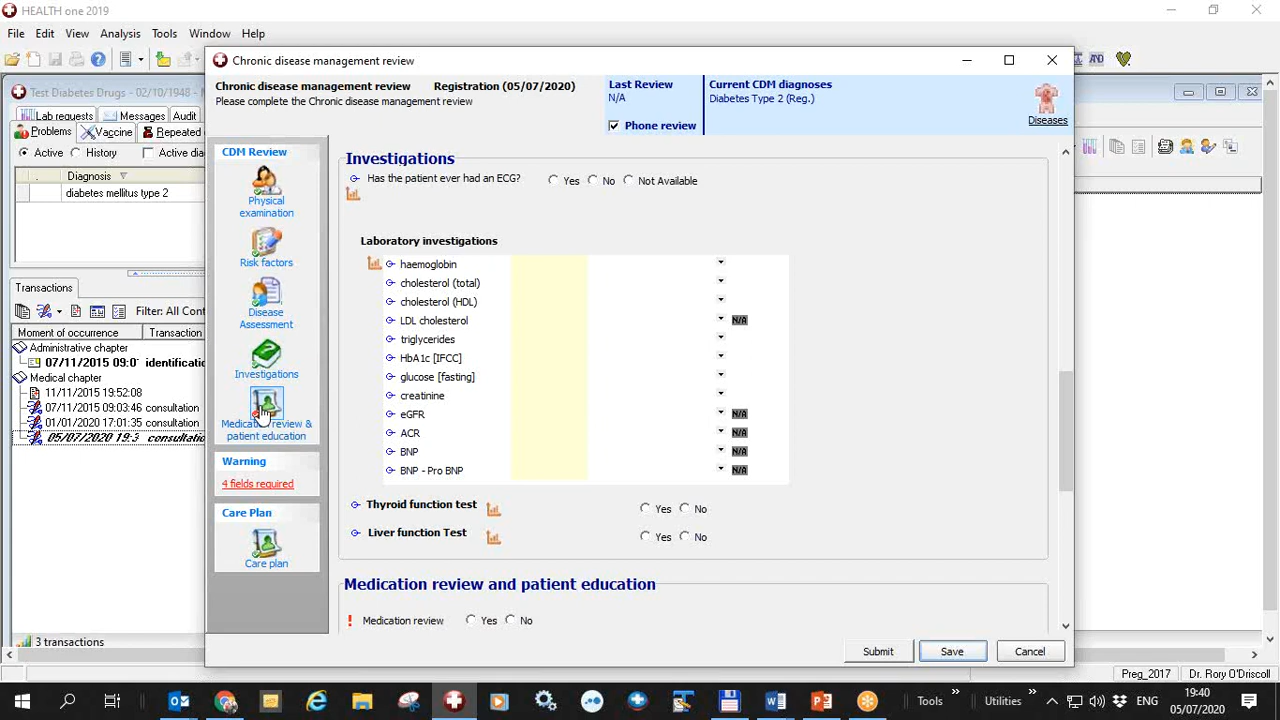 HEALTH one 2019
File Edit View Analysis Tools Window Help
AND
Test Diabetes Drugs - 02/10/1948 - M
Lab requests Messages Audit
Problems Vaccine Repeated
Active History Active dia
. Diagnosis
diabetes mellitus type 2
Transactions
Filter: All Cont
Moment of occurrence Transaction
Administrative chapter
07/11/2015 09:0 identification
Medical chapter
11/11/2015 19:52:08
07/11/2015 09:03:46 consultation
01/01/2020 17:01:35 consultation
05/07/2020 19:3 consultation
3 transactions
Chronic disease management review
Chronic disease management review Registration (05/07/2020)
Please complete the Chronic disease management review
Last Review
N/A
Phone review
Current CDM diagnoses
Diabetes Type 2 (Reg.)
Diseases
CDM Review
Physical
examination
Risk factors
Disease
Assessment
Investigations
Medication review &
patient education
Warning
4 fields required
Care Plan
Care plan
Investigations
Has the patient ever had an ECG? Yes No Not Available
Laboratory investigations
haemoglobin
cholesterol (total)
cholesterol (HDL)
LDL cholesterol N/A
triglycerides
HbA1c [IFCC]
glucose [fasting]
creatinine
eGFR N/A
ACR N/A
BNP N/A
BNP - Pro BNP N/A
Thyroid function test Yes No
Liver function Test Yes No
Medication review and patient education
! Medication review Yes No
Submit Save Cancel
Preg_2017 Dr. Rory O'Driscoll
Tools Utilities ENG 19:40
05/07/2020